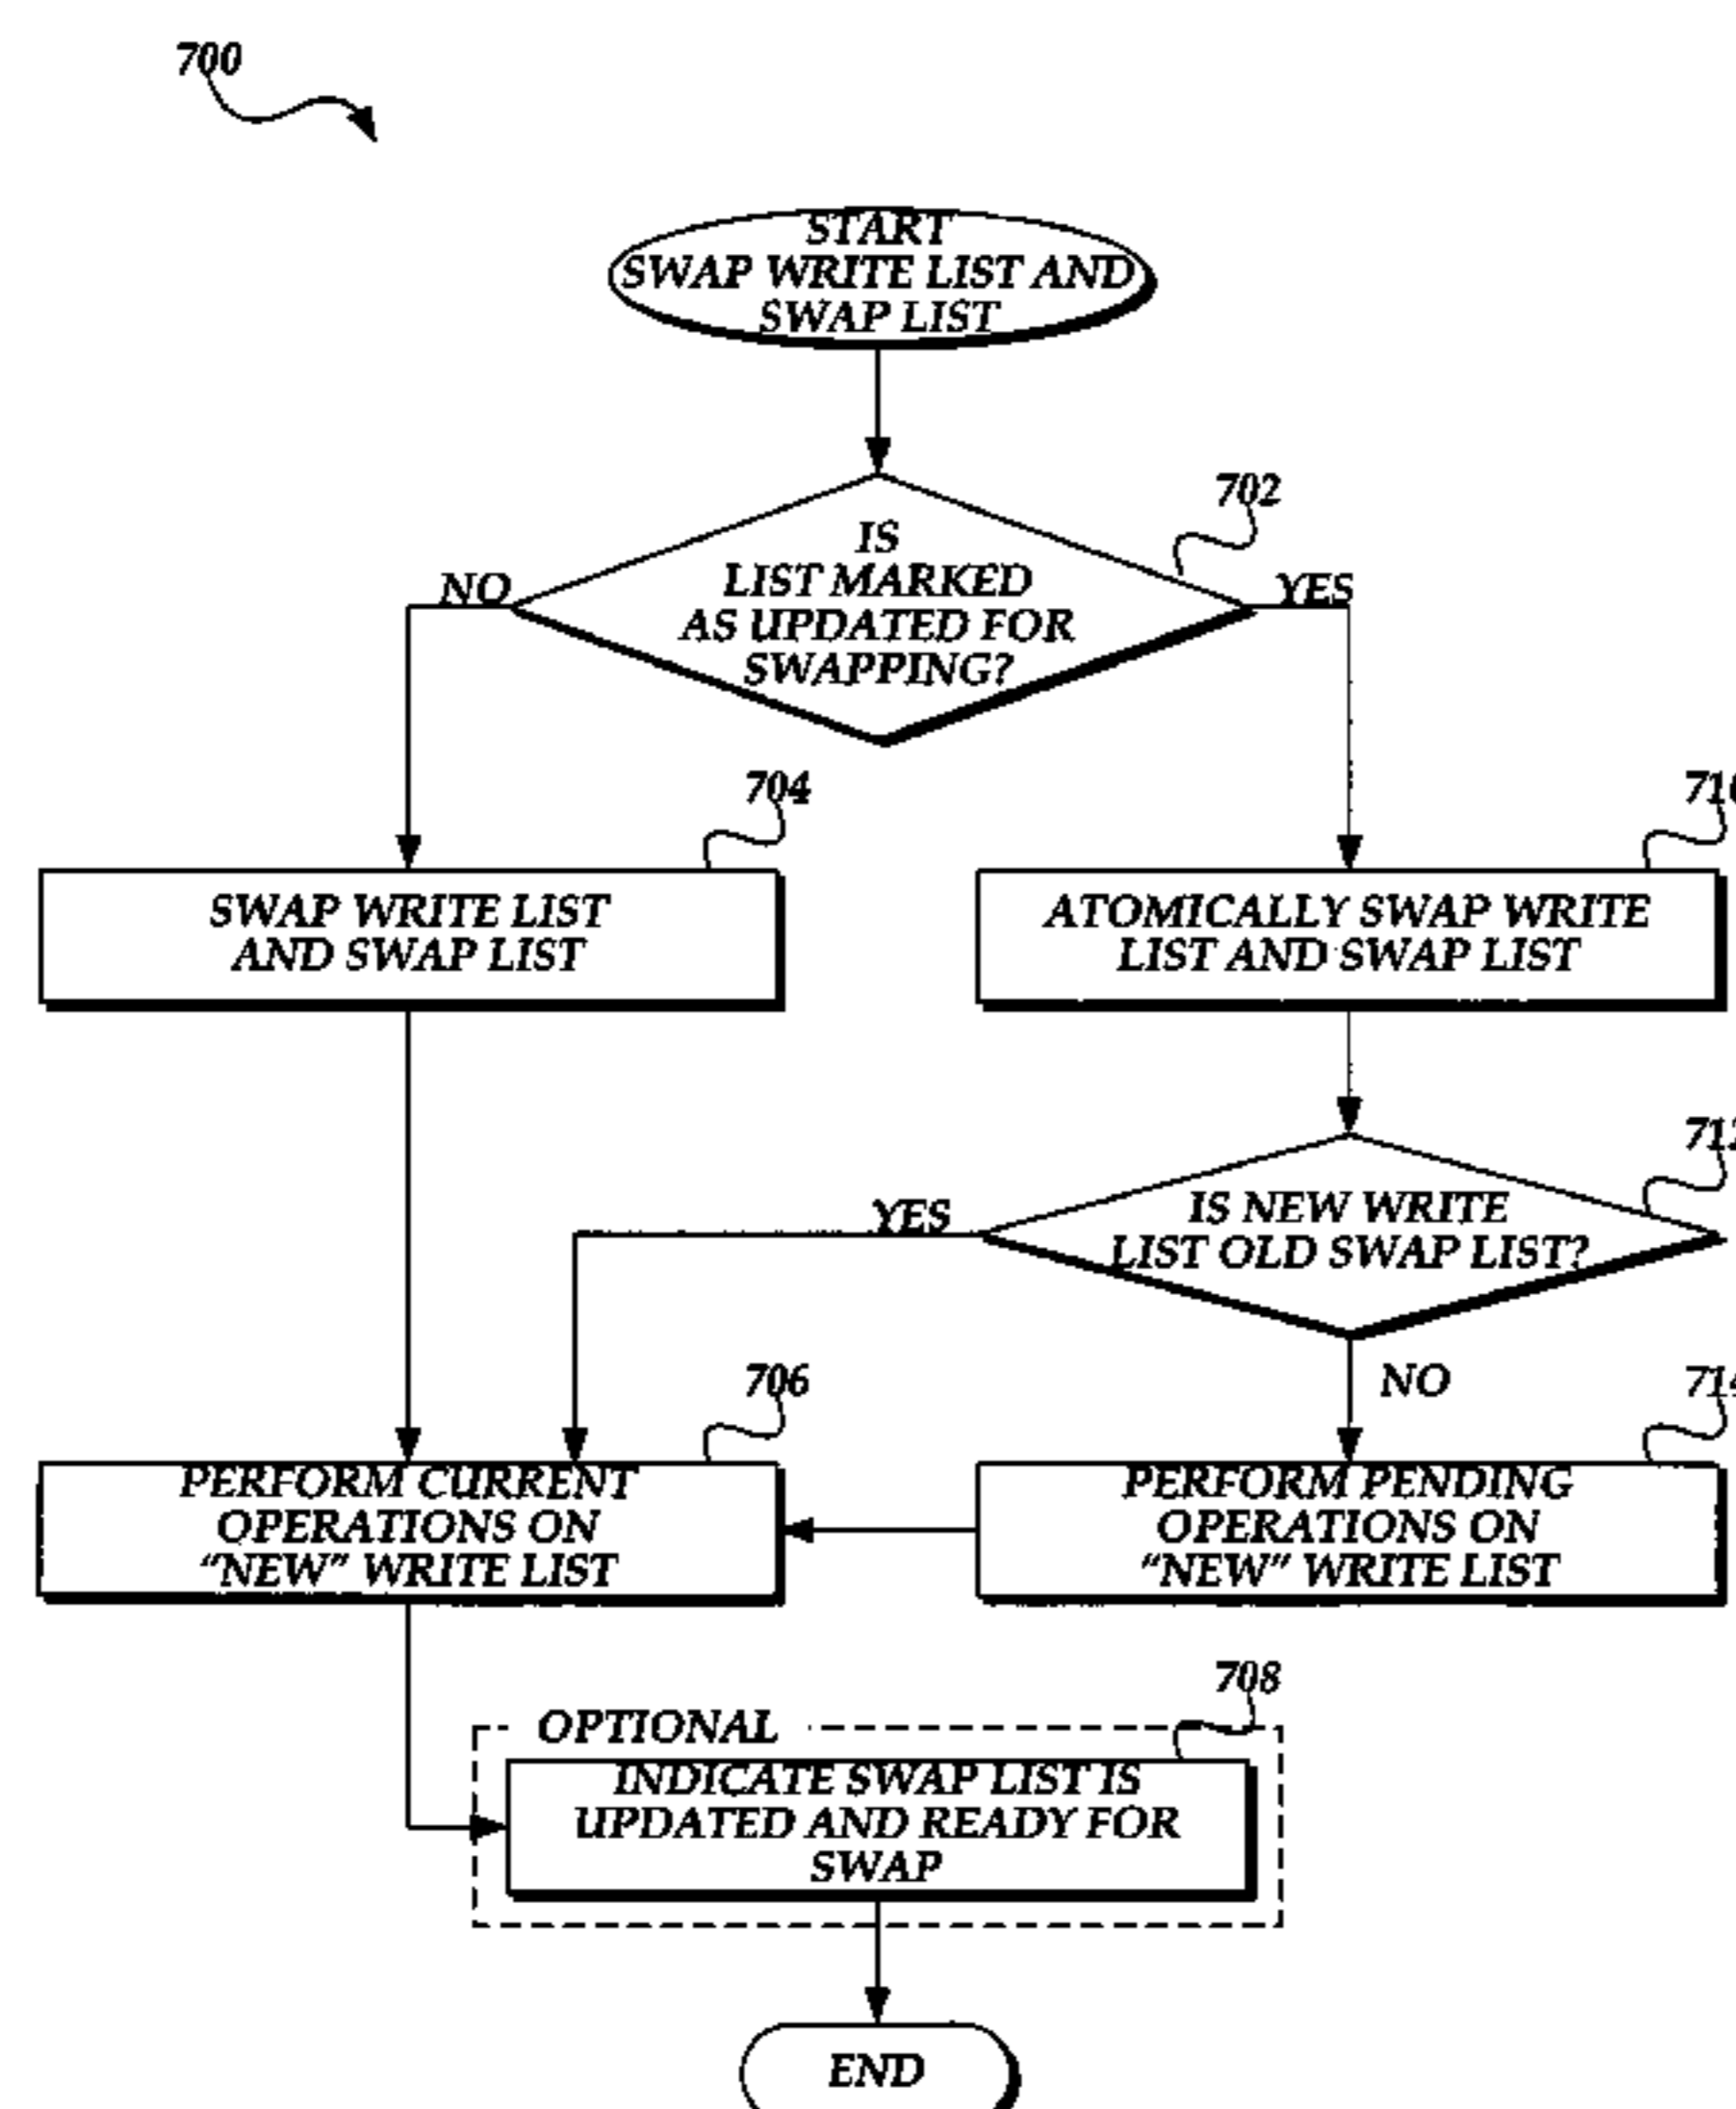 700
START
SWAP WRITE LIST AND
SWAP LIST
702
IS
LIST MARKED
AS UPDATED FOR
SWAPPING?
NO
YES
704
SWAP WRITE LIST
AND SWAP LIST
ATOMICALLY SWAP WRITE
LIST AND SWAP LIST
IS NEW WRITE
LIST OLD SWAP LIST?
YES
NO
706
PERFORM CURRENT
OPERATIONS ON
"NEW" WRITE LIST
PERFORM PENDING
OPERATIONS ON
"NEW" WRITE LIST
708
OPTIONAL
INDICATE SWAP LIST IS
UPDATED AND READY FOR
SWAP
END